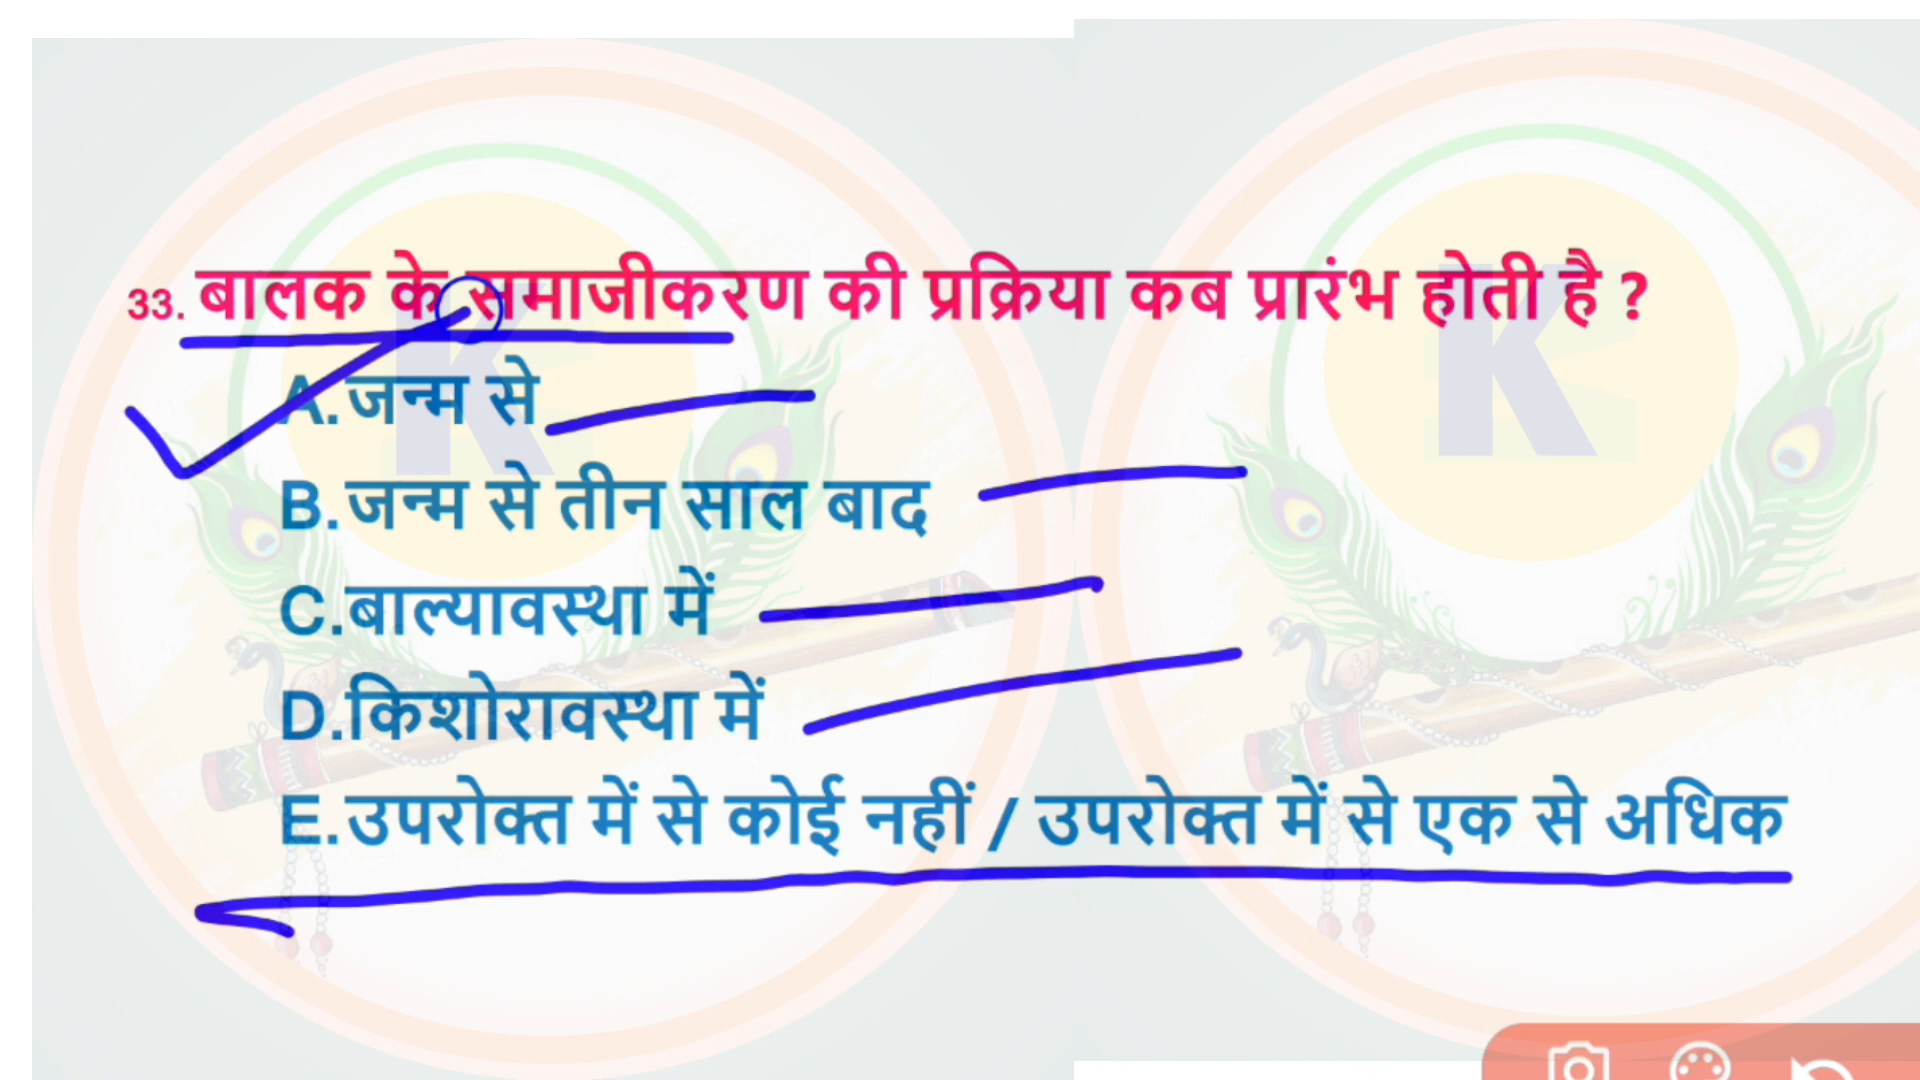 33. बालक के समाजीकरण की प्रक्रिया कब प्रारंभ होती है ?
A.जन्म से
B.जन्म से तीन साल बाद
C.बाल्यावस्था में
D.किशोरावस्था में
E.उपरोक्त में से कोई नहीं / उपरोक्त में से एक से अधिक
K
K